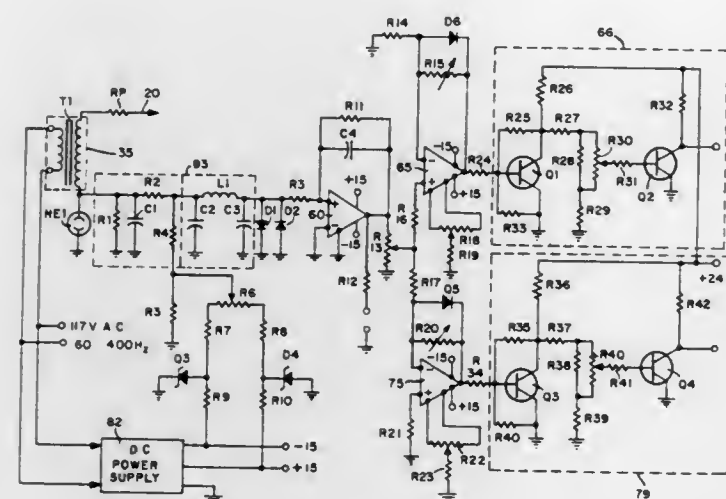 R14
D6
66
R15
T1
RP
20
R11
R26
R32
C4
R25
R27
35
93
-15
R30
+15
65
R24
R28
R2
L1
R3
60
Q1
R31
Q2
NE1
R1
C1
R4
C2
C3
D1
D2
+15
R
16
R18
R29
-15
R
13
R19
R33
R12
R17
Q5
R36
+24
R3
R6
R42
R20
117V AC
R7
R8
-15
R35
R37
60 400Hz
75
R
34
R38
R40
Q3
D4
+15
R41
Q3
Q4
R9
R10
R21
R22
R39
82
R40
DC
POWER
SUPPLY
-15
+15
R23
79